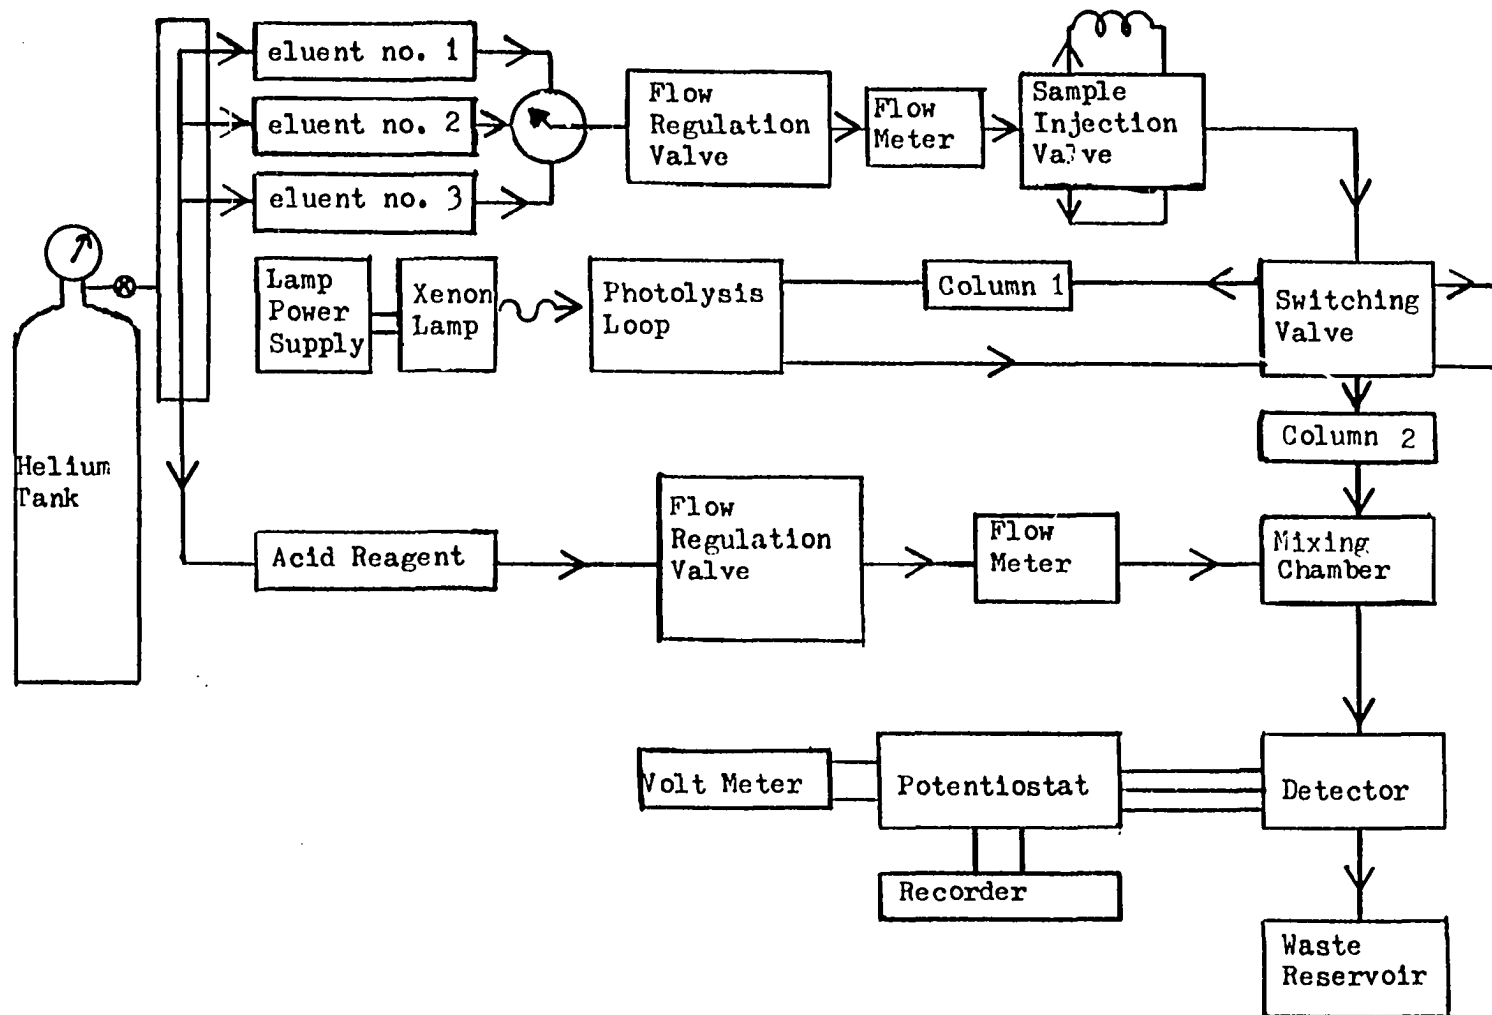 eluent no. 1
eluent no. 2
eluent no. 3
Flow
Regulation
Valve
Flow
Meter
Sample
Injection
Valve
Lamp
Power
Supply
Xenon
Lamp
Photolysis
Loop
Column 1
Switching
Valve
Column 2
Helium
Tank
Acid Reagent
Flow
Regulation
Valve
Flow
Meter
Mixing
Chamber
Volt Meter
Potentiostat
Detector
Recorder
Waste
Reservoir